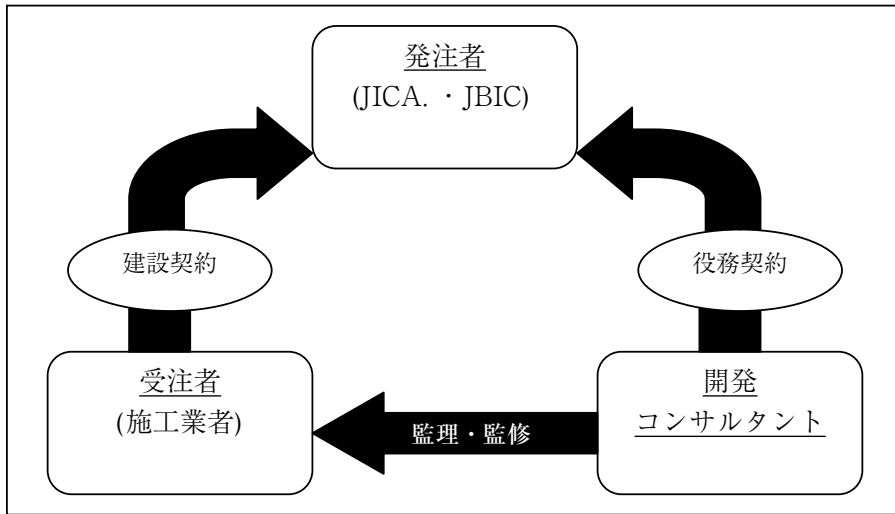 発注者
(JICA. ・JBIC)
建設契約
役務契約
受注者
(施工業者)
監理・監修
開発
コンサルタント